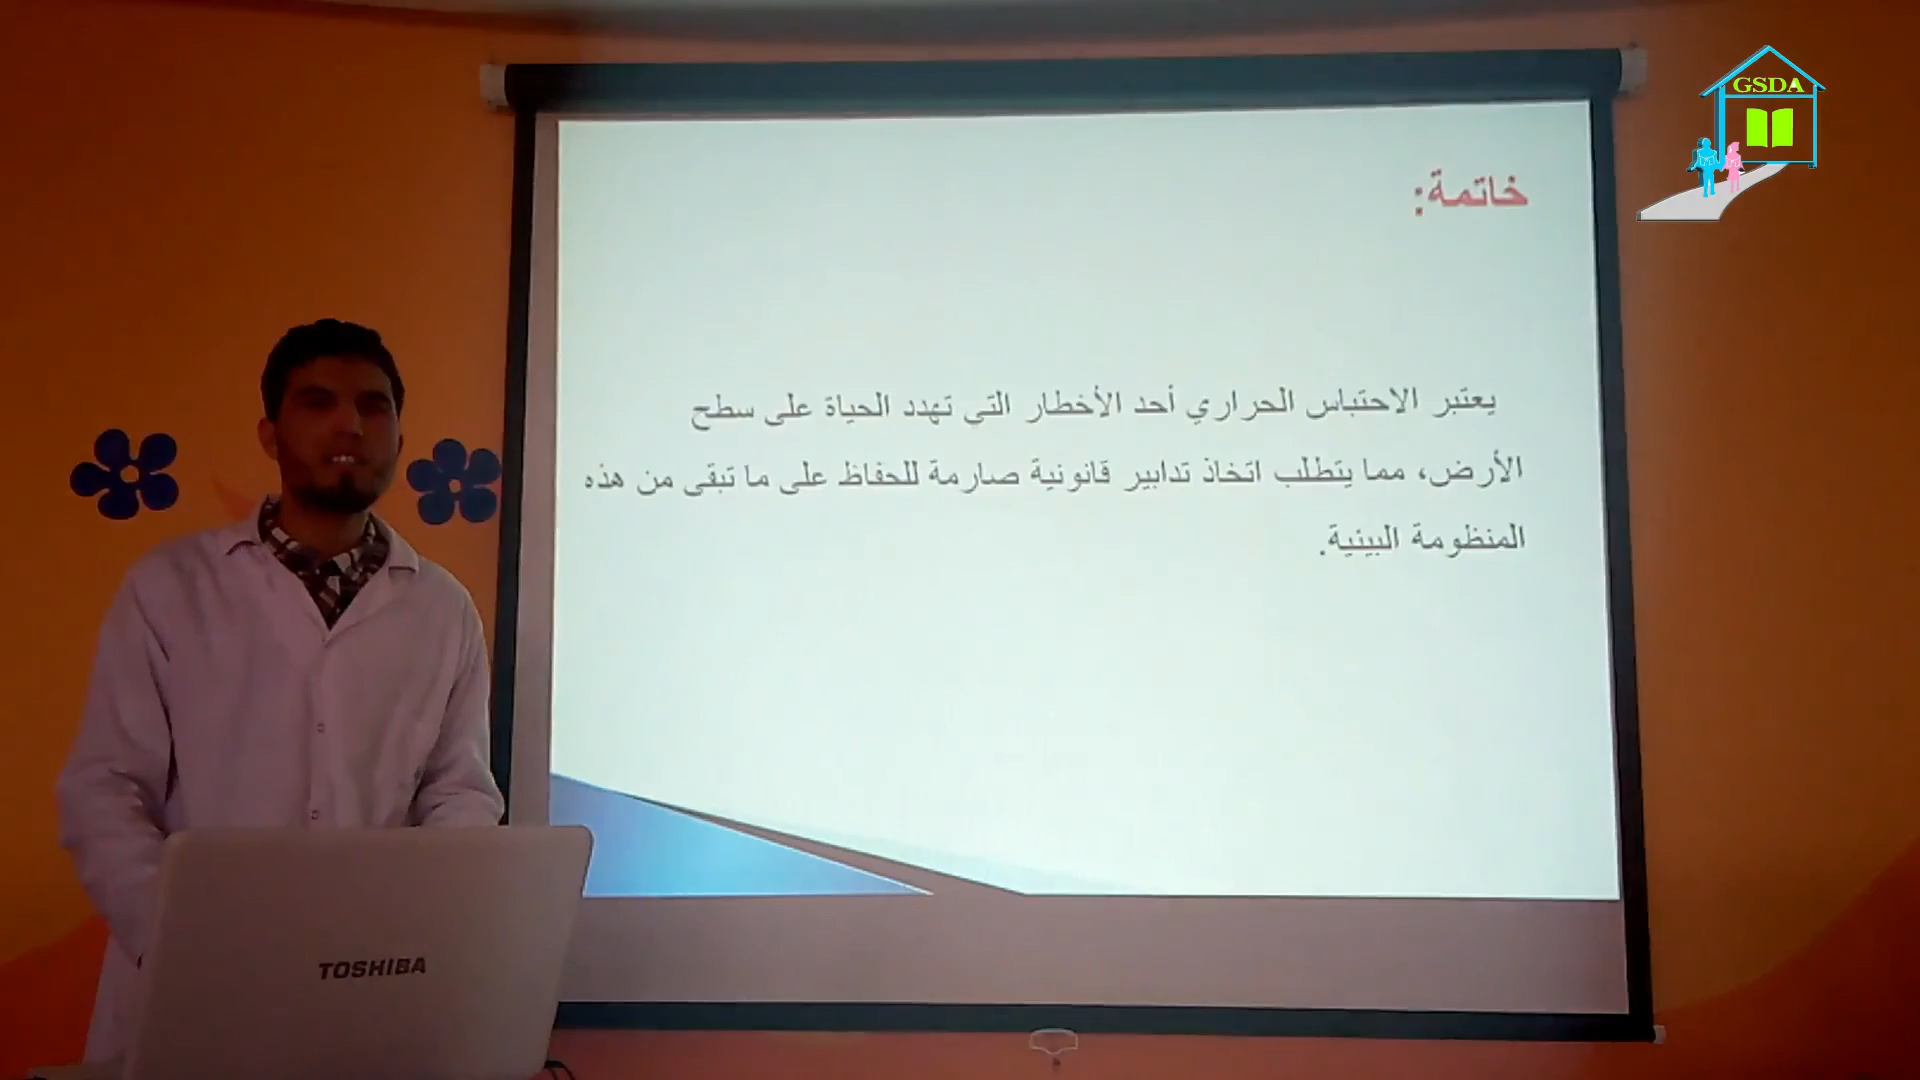 GSDA
خاتمة:
يعتبر الاحتباس الحراري أحد الأخطار التي تهدد الحياة على سطح
الأرض، مما يتطلب اتخاذ تدابير قانونية صارمة للحفاظ على ما تبقى من هذه
المنظومة البيئية.
TOSHIBA